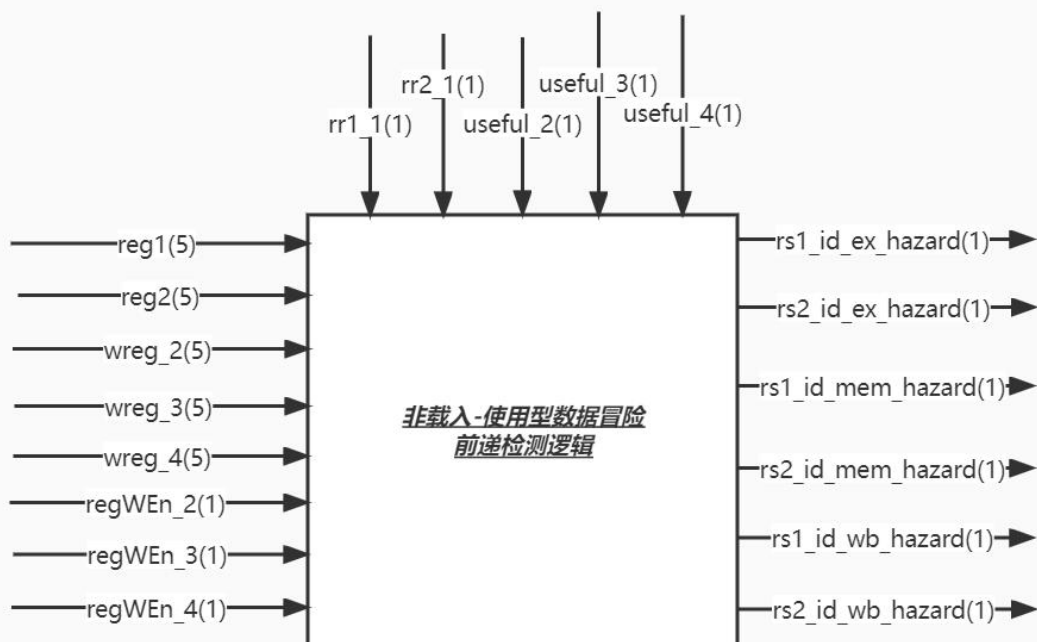 rr1_1(1)
rr2_1(1)
useful_2(1)
useful_3(1)
useful_4(1)
reg1(5)
reg2(5)
wreg_2(5)
wreg_3(5)
wreg_4(5)
regWEn_2(1)
regWEn_3(1)
regWEn_4(1)
非载入-使用型数据冒险
前递检测逻辑
rs1_id_ex_hazard(1)
rs2_id_ex_hazard(1)
rs1_id_mem_hazard(1)
rs2_id_mem_hazard(1)
rs1_id_wb_hazard(1)
rs2_id_wb_hazard(1)